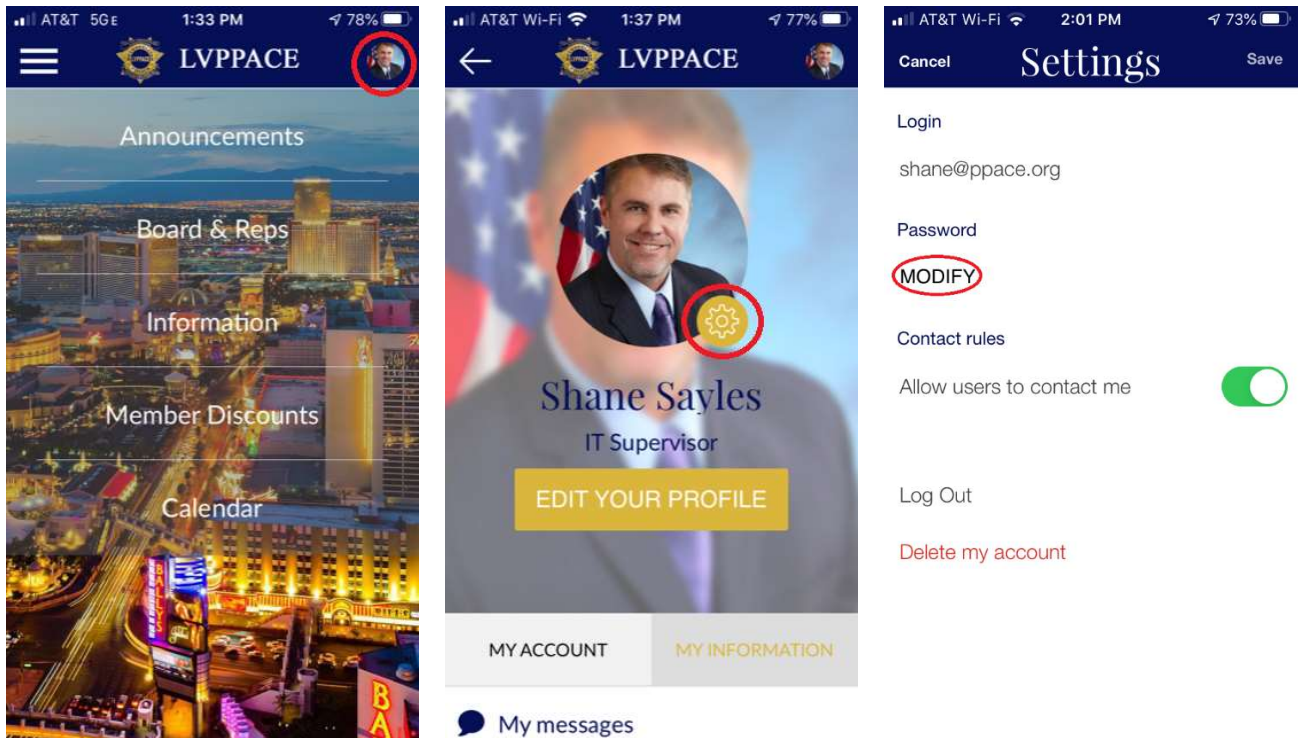 AT&T 5GE 1:33 PM 78%
LVPPACE
Announcements
Board & Reps
Information
Member Discounts
Calendar
BALLYS
BA
AT&T Wi-Fi 1:37 PM 77%
LVPPACE
Shane Sayles
IT Supervisor
EDIT YOUR PROFILE
MY ACCOUNT MY INFORMATION
My messages
AT&T Wi-Fi 2:01 PM 73%
Cancel Settings Save
Login
shane@ppace.org
Password
MODIFY
Contact rules
Allow users to contact me
Log Out
Delete my account